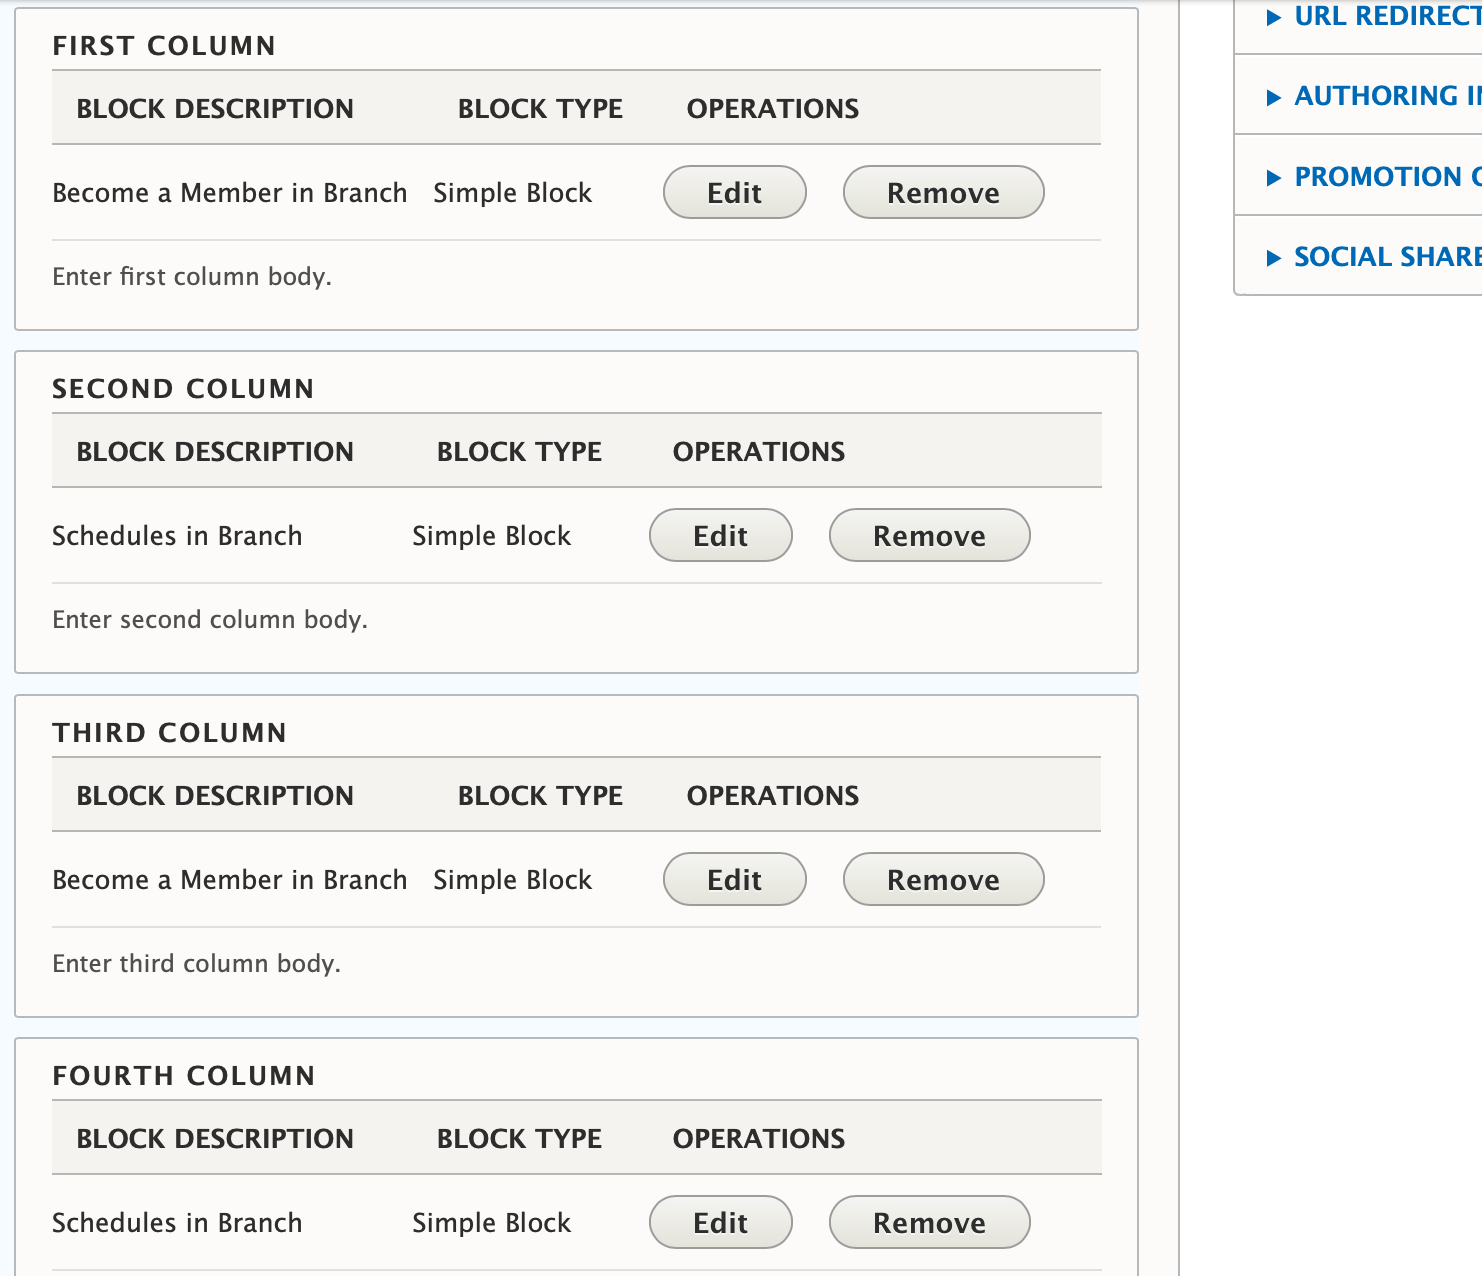 FIRST COLUMN
BLOCK DESCRIPTION BLOCK TYPE OPERATIONS
Become a Member in Branch Simple Block Edit Remove
Enter first column body.
SECOND COLUMN
BLOCK DESCRIPTION BLOCK TYPE OPERATIONS
Schedules in Branch Simple Block Edit Remove
Enter second column body.
THIRD COLUMN
BLOCK DESCRIPTION BLOCK TYPE OPERATIONS
Become a Member in Branch Simple Block Edit Remove
Enter third column body.
FOURTH COLUMN
BLOCK DESCRIPTION BLOCK TYPE OPERATIONS
Schedules in Branch Simple Block Edit Remove
URL REDIRECT
AUTHORING
PROMOTION
SOCIAL SHARE